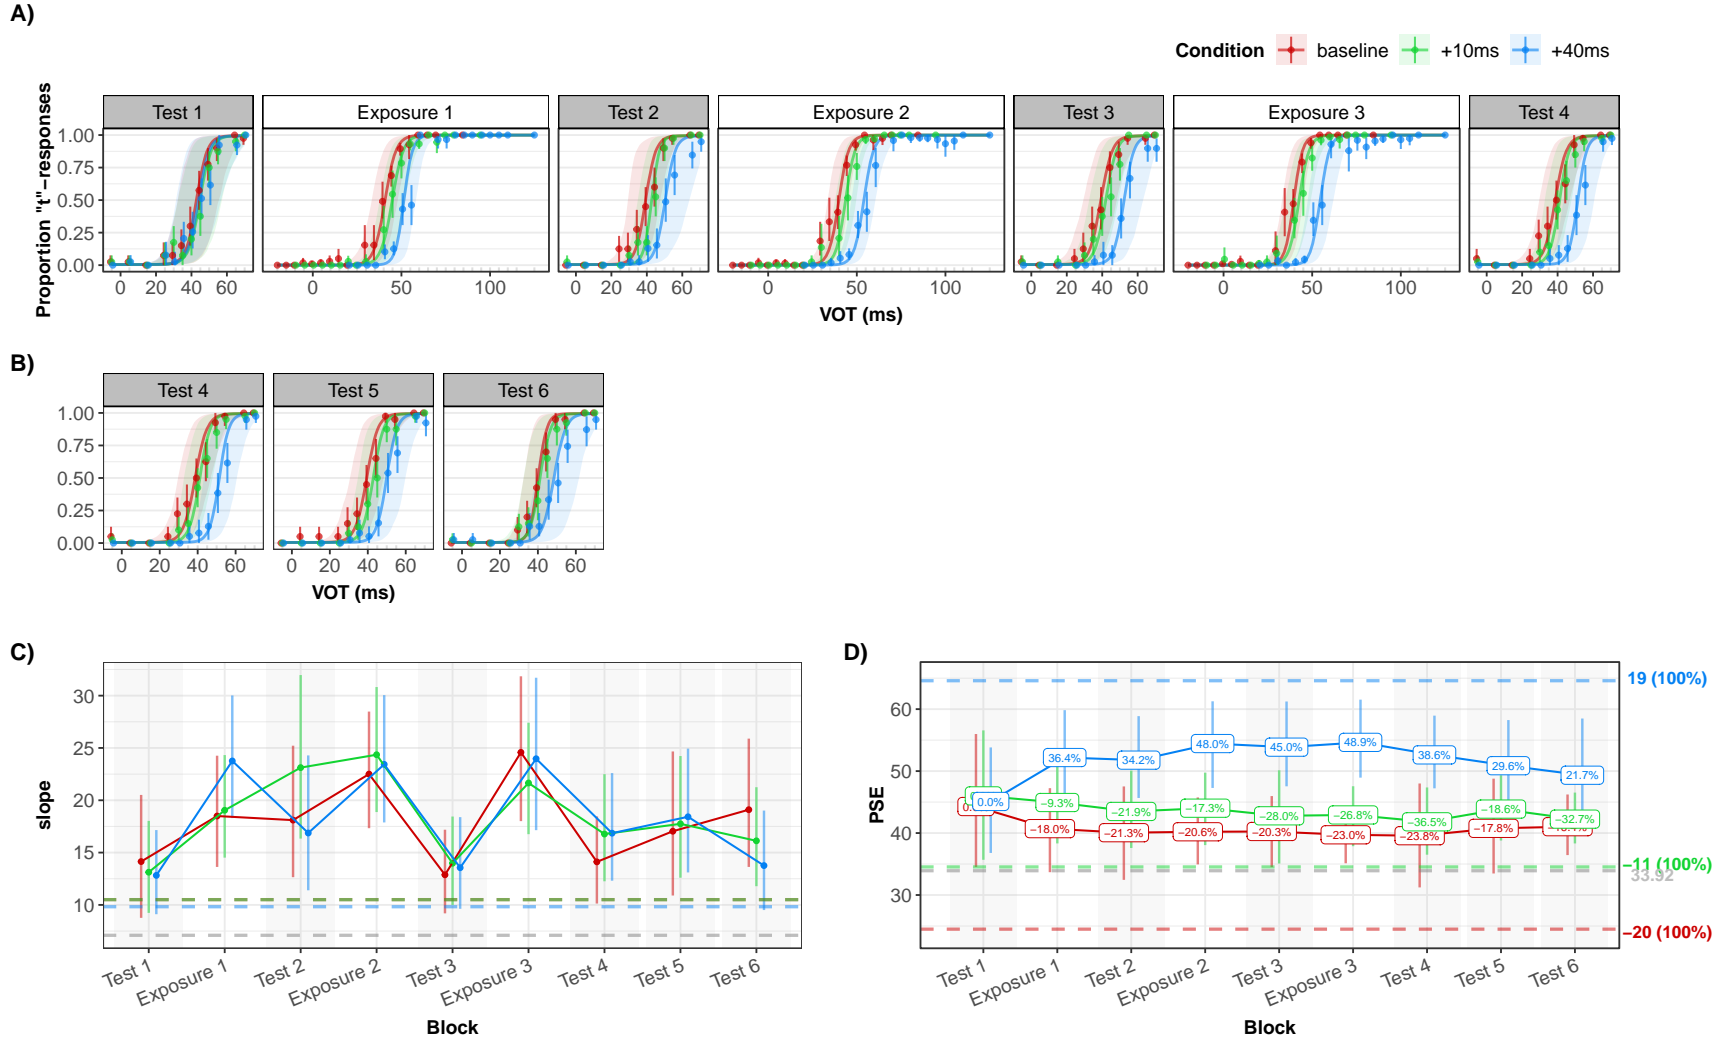 A)
Condition baseline +10ms +40ms
Test 1 Exposure 1 Test 2 Exposure 2 Test 3 Exposure 3 Test 4
Proportion "t"−responses
1.00
0.75
0.50
0.25
0.00
0 20 40 60 0 50 100 0 20 40 60 0 50 100 0 20 40 60 0 50 100 0 20 40 60
VOT (ms)
B)
Test 4 Test 5 Test 6
1.00
0.75
0.50
0.25
0.00
0 20 40 60 0 20 40 60 0 20 40 60
VOT (ms)
C)
slope
30
25
20
15
10
Test 1 Exposure 1 Test 2 Exposure 2 Test 3 Exposure 3 Test 4 Test 5 Test 6
Block
D)
PSE
60
50
40
30
19 (100%)
−11 (100%)
33.92
−20 (100%)
0.0% 36.4% 34.2% 48.0% 45.0% 48.9% 38.6% 29.6% 21.7%
−9.3% −21.9% −17.3% −28.0% −26.8% −36.5% −18.6% −32.7%
−18.0% −21.3% −20.6% −20.3% −23.0% −23.8% −17.8%
Test 1 Exposure 1 Test 2 Exposure 2 Test 3 Exposure 3 Test 4 Test 5 Test 6
Block